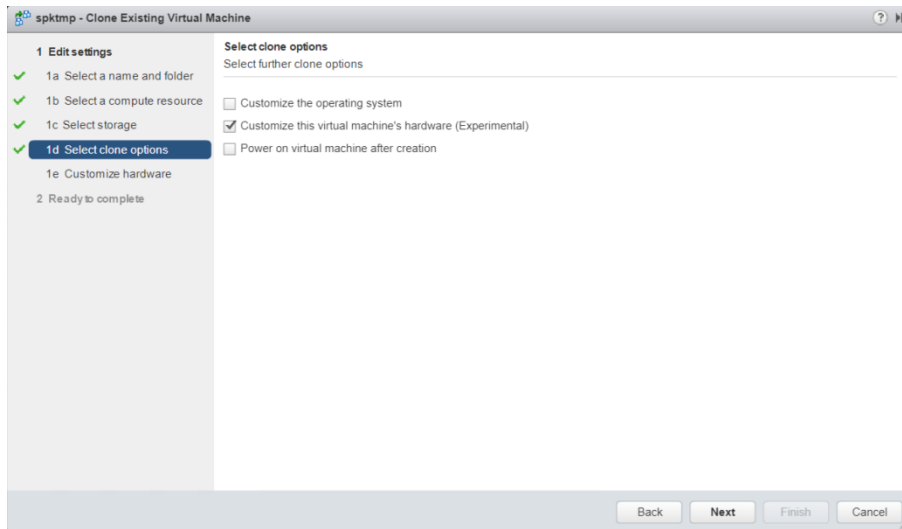 spktmp - Clone Existing Virtual Machine
?
1 Edit settings
1a Select a name and folder
1b Select a compute resource
1c Select storage
1d Select clone options
1e Customize hardware
2 Ready to complete
Select clone options
Select further clone options
Customize the operating system
Customize this virtual machine's hardware (Experimental)
Power on virtual machine after creation
Back Next Finish Cancel